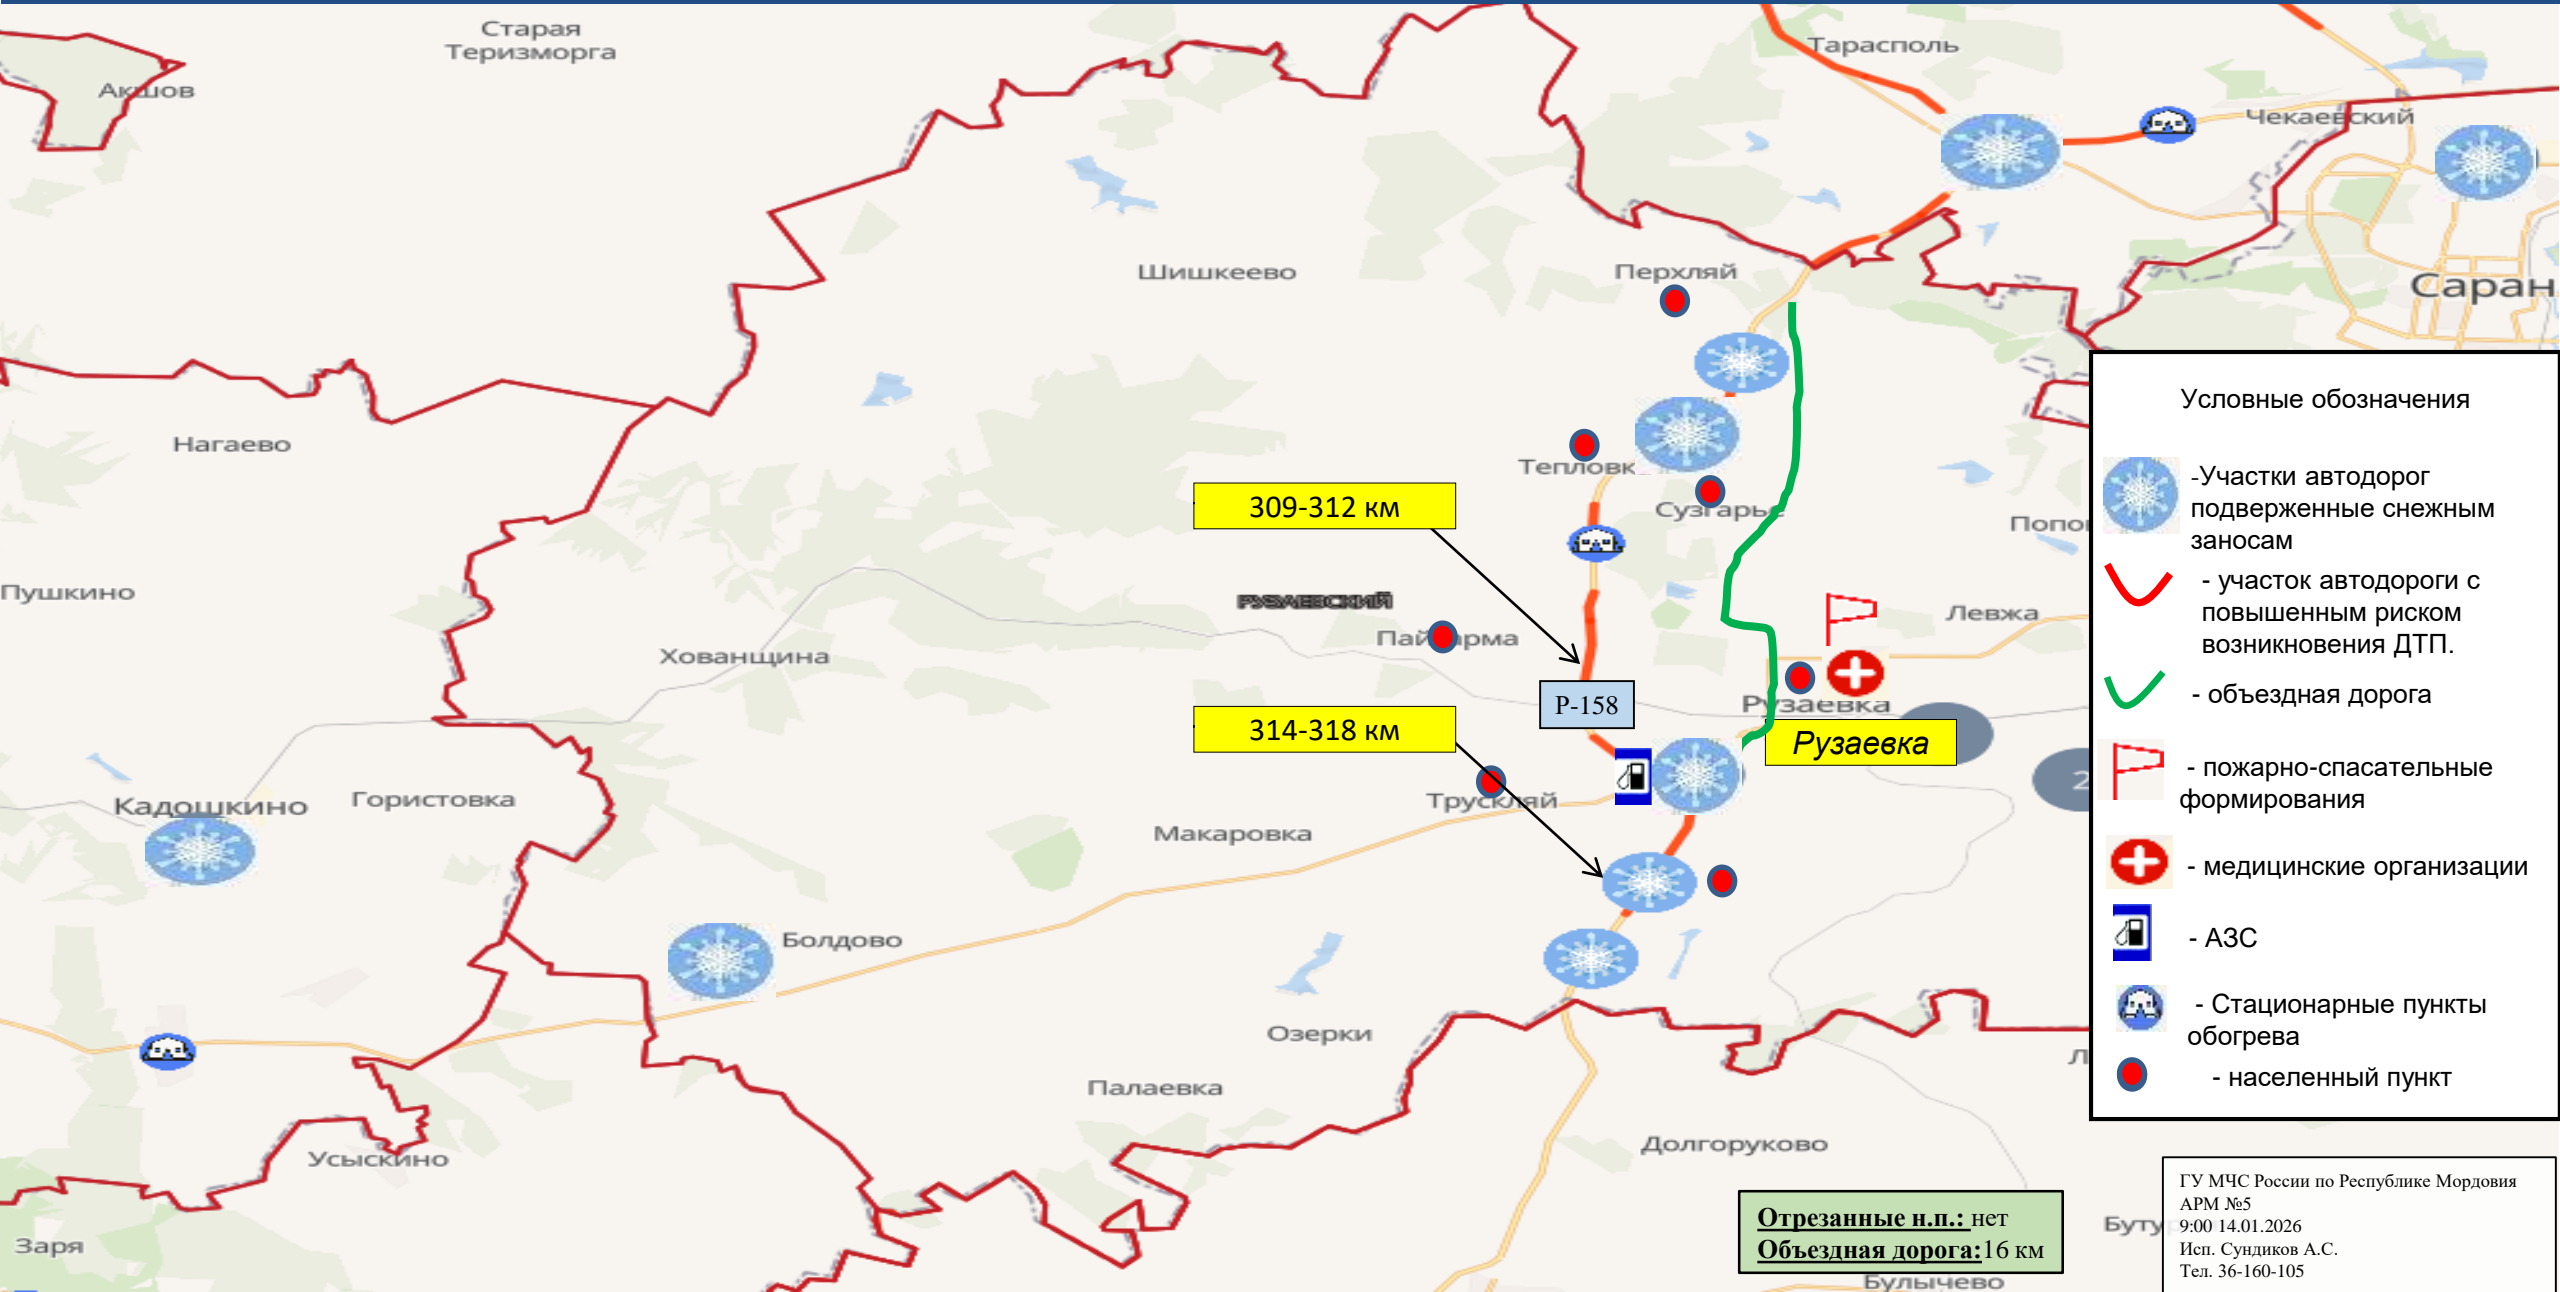 Старая
Теризморга
Тарасполь
Акшов
Чекаевский
Шишкеево
Перхляй
Саран
Нагаево
Тепловк
309-312 км
Сузгарье
Попо
Пушкино
РУЗАЕВСКИЙ
Левжа
Хованщина
Р-158
Рузаевка
314-318 км
Рузаевка
2
Кадошкино
Гористовка
Трускляй
Макаровка
Болдово
Озерки
Палаевка
Усыскино
Долгоруково
Заря
Буту
Булычево
Условные обозначения
-Участки автодорог
подверженные снежным
заносам
- участок автодороги с
повышенным риском
возникновения ДТП.
- объездная дорога
- пожарно-спасательные
формирования
- медицинские организации
- АЗС
- Стационарные пункты
обогрева
- населенный пункт
Отрезанные н.п.: нет
Объездная дорога:16 км
ГУ МЧС России по Республике Мордовия
АРМ №5
9:00 14.01.2026
Исп. Сундиков А.С.
Тел. 36-160-105